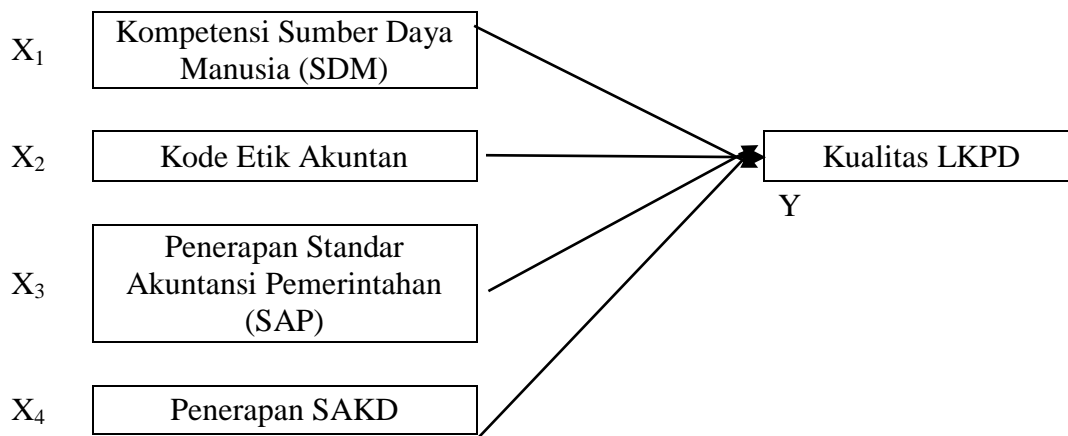 X₁
Kompetensi Sumber Daya
Manusia (SDM)
X₂
Kode Etik Akuntan
Kualitas LKPD
Y
X₃
Penerapan Standar
Akuntansi Pemerintahan
(SAP)
X₄
Penerapan SAKD